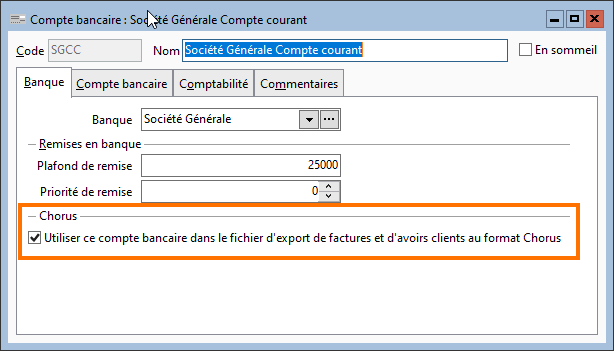 Compte bancaire : Société Générale Compte courant
Code SGCC Nom Société Générale Compte courant En sommeil
Banque Compte bancaire Comptabilité Commentaires
Banque Société Générale ...
Remises en banque
Plafond de remise 25000
Priorité de remise 0
Chorus
Utiliser ce compte bancaire dans le fichier d'export de factures et d'avoirs clients au format Chorus